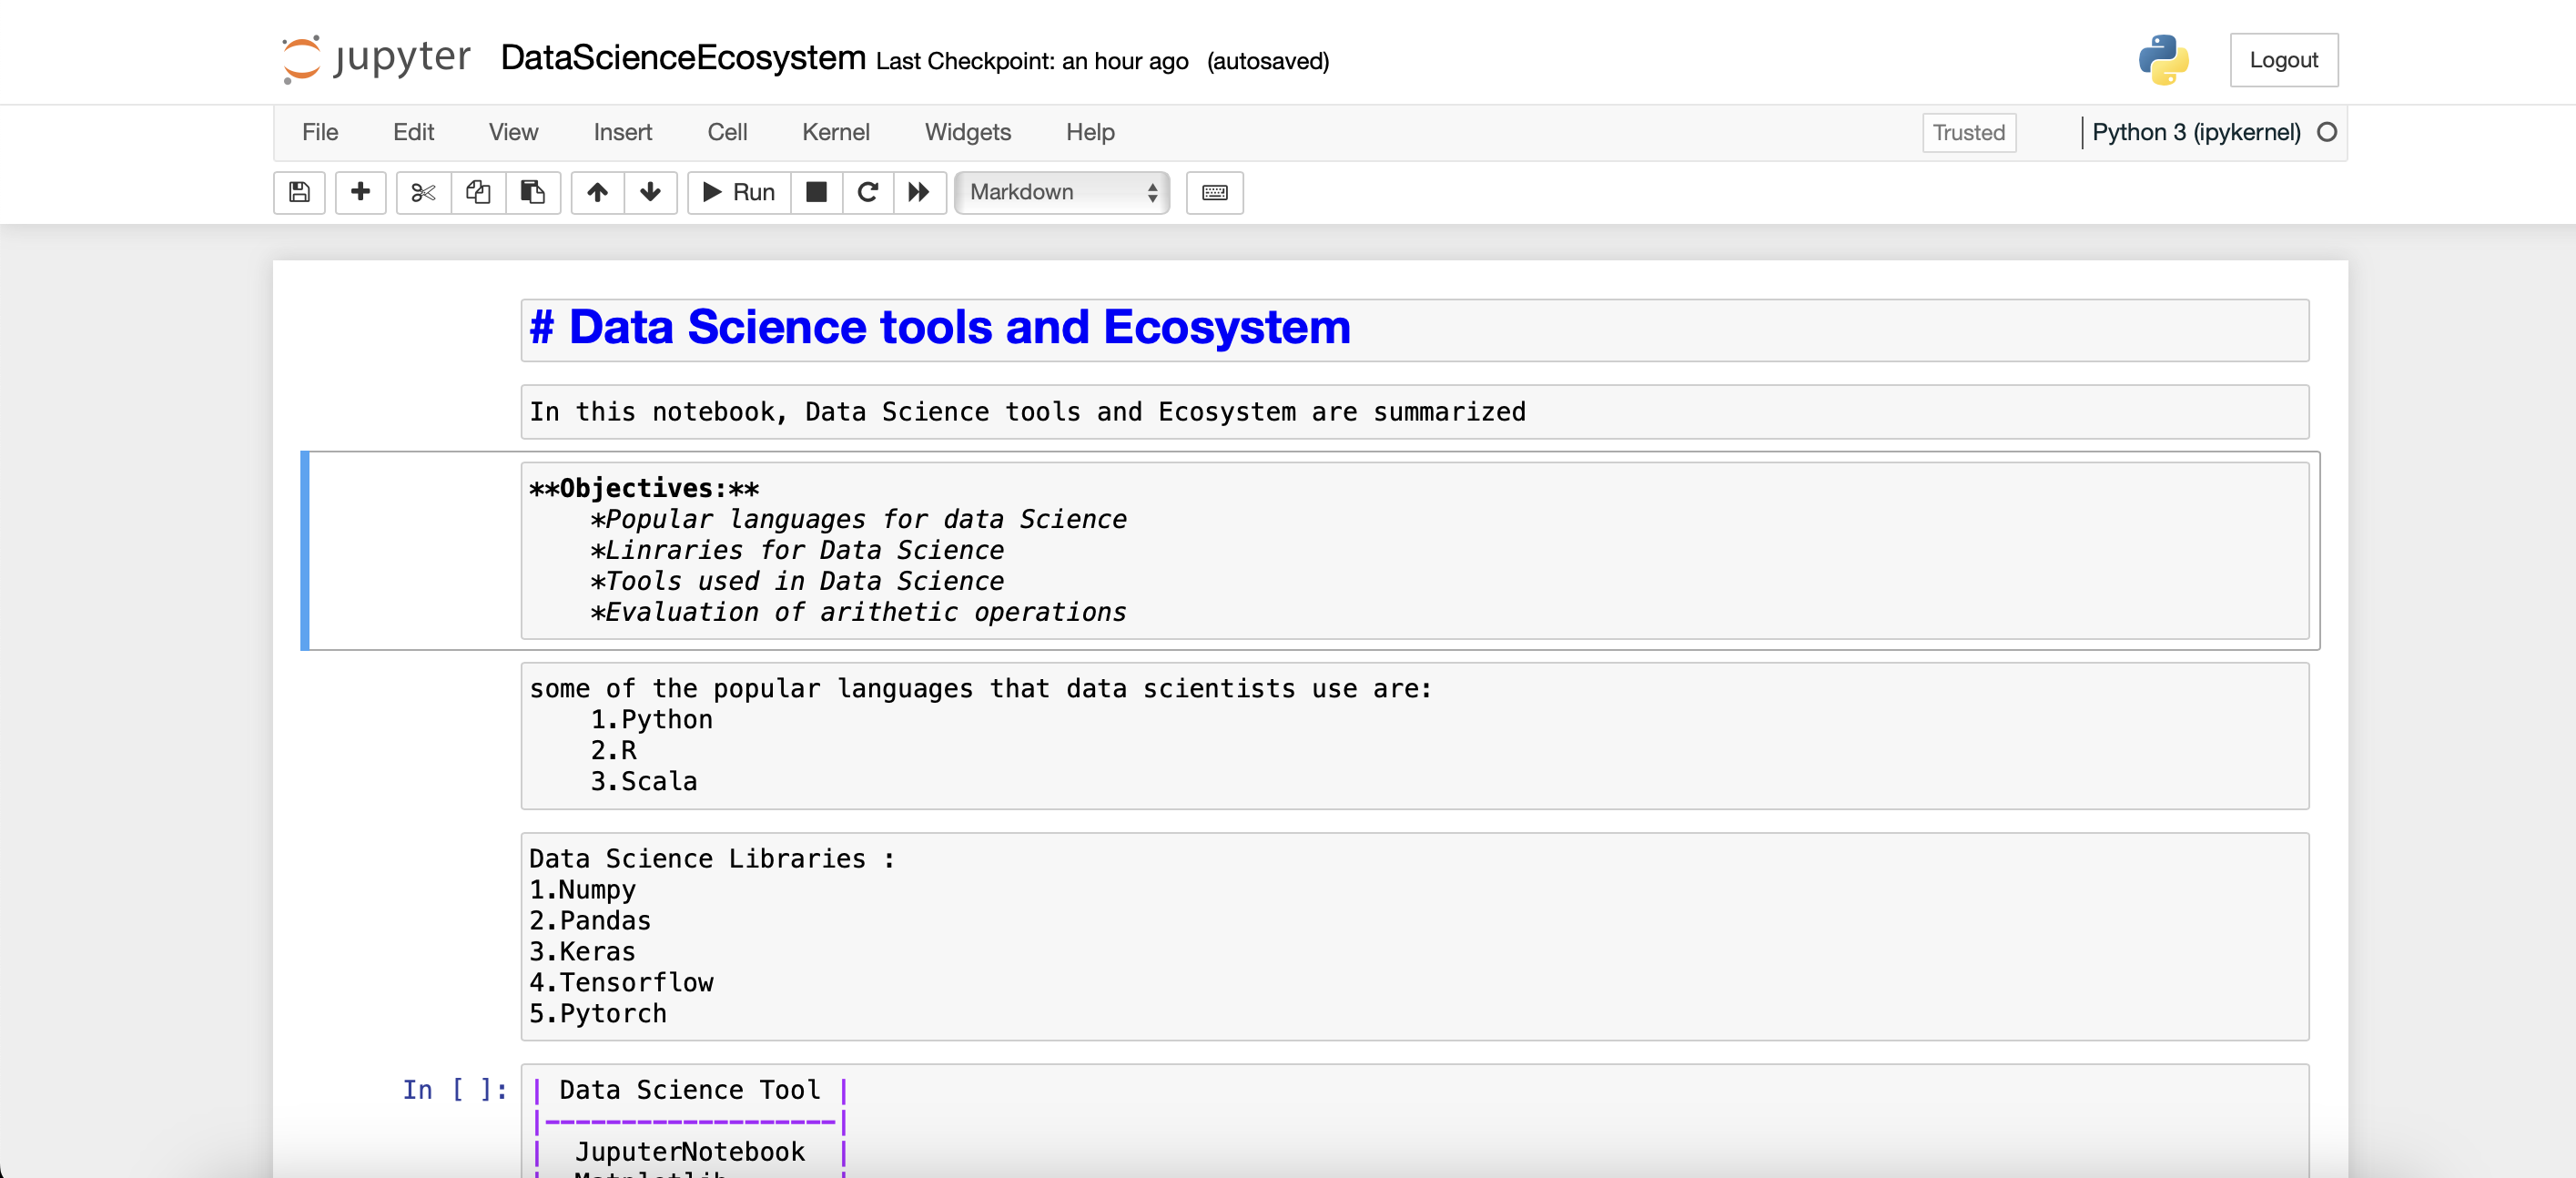 jupyter DataScienceEcosystem Last Checkpoint: an hour ago (autosaved)
Logout
File Edit View Insert Cell Kernel Widgets Help
Trusted
Python 3 (ipykernel)
Run
Markdown
# Data Science tools and Ecosystem
In this notebook, Data Science tools and Ecosystem are summarized
**Objectives:**
*Popular languages for data Science
*Linraries for Data Science
*Tools used in Data Science
*Evaluation of arithetic operations
some of the popular languages that data scientists use are:
1.Python
2.R
3.Scala
Data Science Libraries :
1.Numpy
2.Pandas
3.Keras
4.Tensorflow
5.Pytorch
In [ ]: | Data Science Tool |
|-------------------|
| JuputerNotebook |